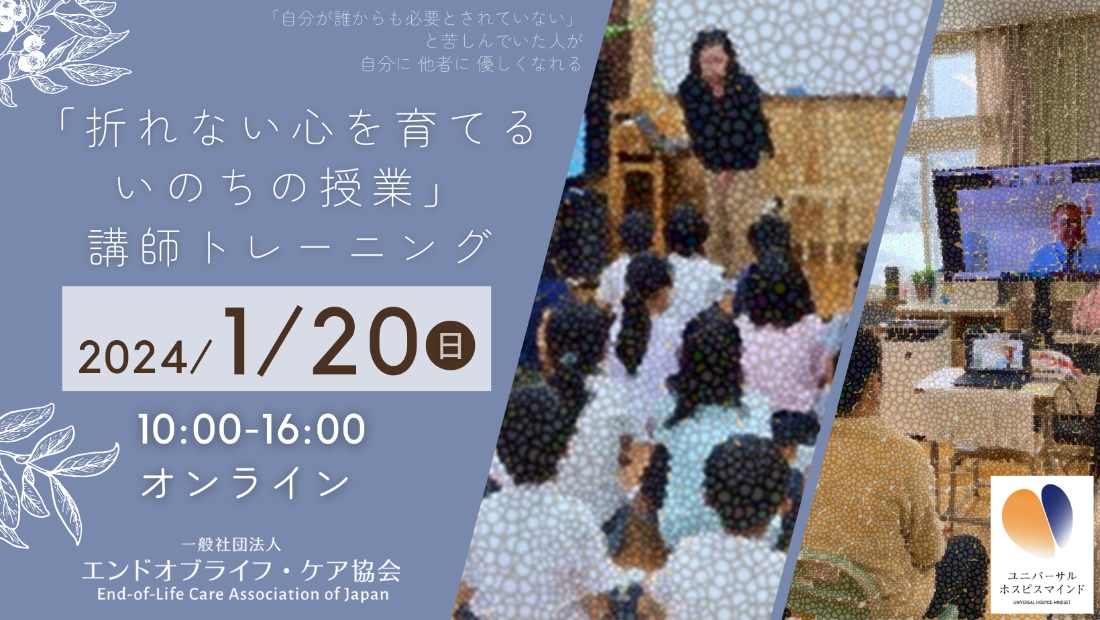 「自分が誰からも必要とされていない」
と苦しんでいた人が
自分に 他者に 優しくなれる
「折れない心を育てる
いのちの授業」
講師トレーニング
2024/1/20日
10:00-16:00
オンライン
一般社団法人
エンドオブライフ・ケア協会
End-of-Life Care Association of Japan
ユニバーサル
ホスピスマインド
UNIVERSAL HOSPICE MINDSET